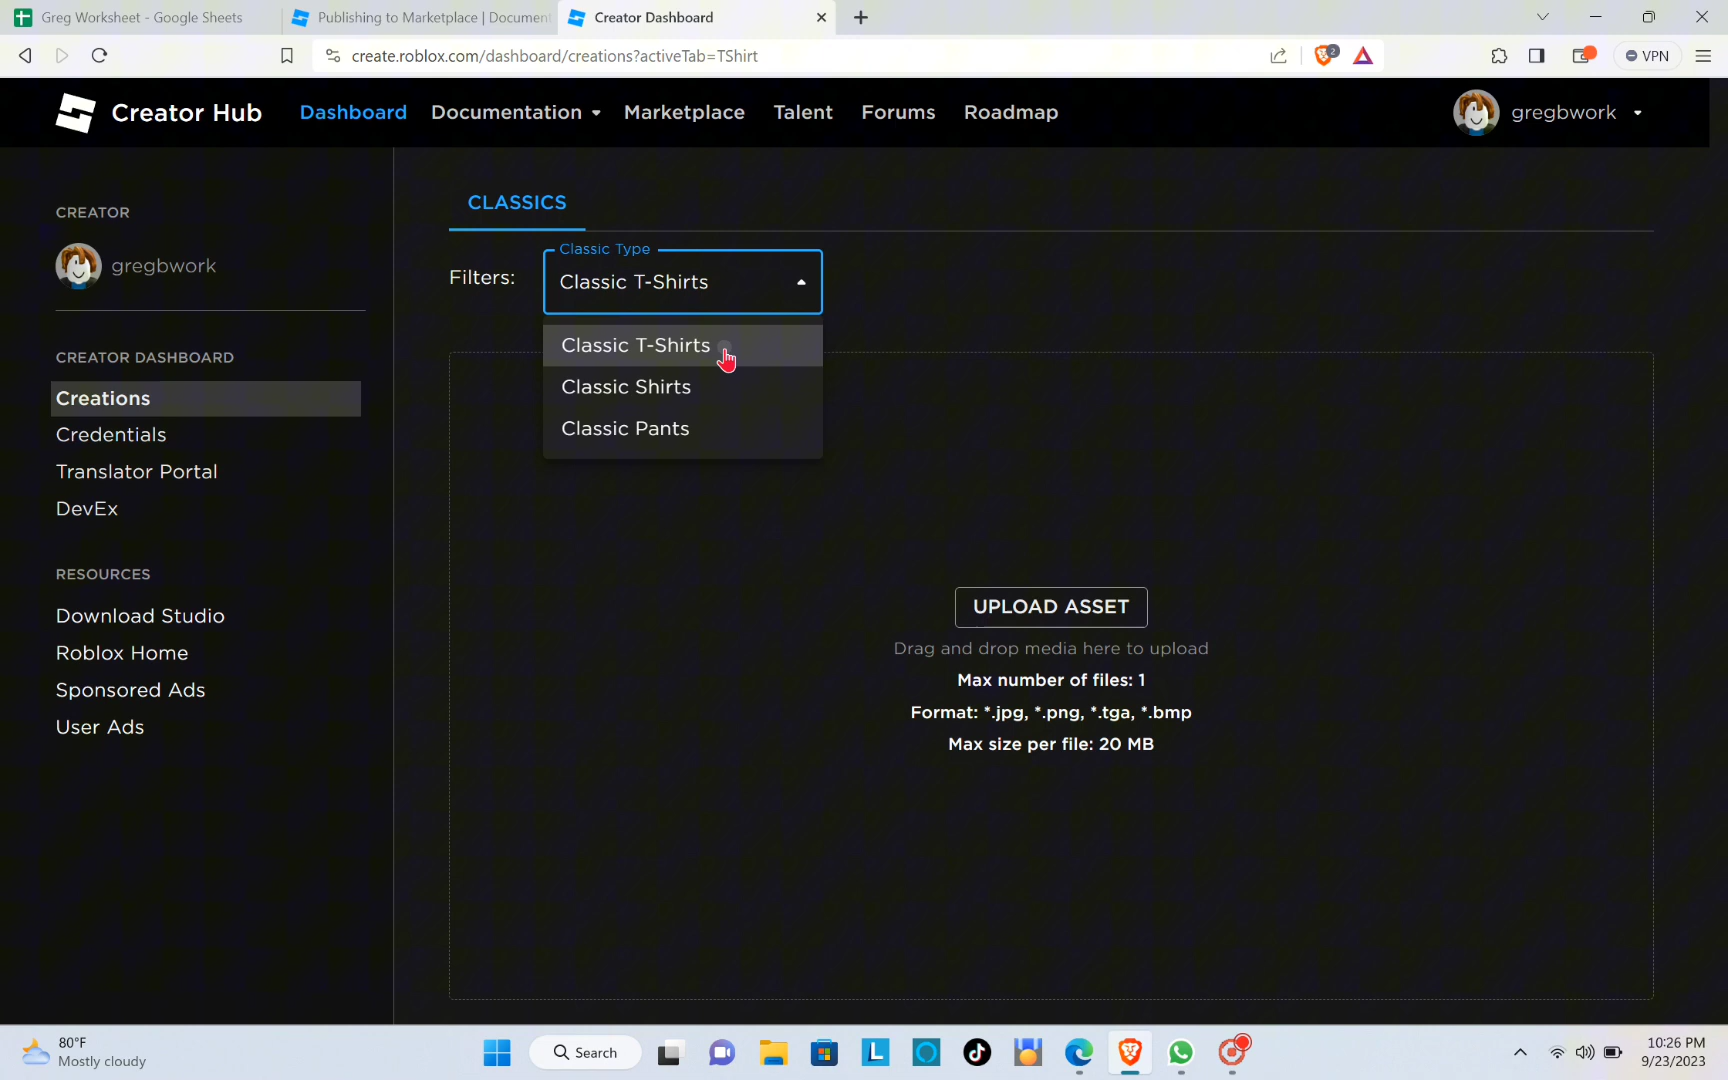 Greg Worksheet - Google Sheets
Publishing to Marketplace | Document
Creator Dashboard
create.roblox.com/dashboard/creations?activeTab=TShirt
2
VPN
Creator Hub
Dashboard
Documentation
Marketplace
Talent
Forums
Roadmap
gregbwork
CREATOR
gregbwork
CREATOR DASHBOARD
Creations
Credentials
Translator Portal
DevEx
RESOURCES
Download Studio
Roblox Home
Sponsored Ads
User Ads
CLASSICS
Filters:
Classic Type
Classic T-Shirts
Classic T-Shirts
Classic Shirts
Classic Pants
UPLOAD ASSET
Drag and drop media here to upload
Max number of files: 1
Format: *.jpg, *.png, *.tga, *.bmp
Max size per file: 20 MB
80°F
Mostly cloudy
Search
L
10:26 PM
9/23/2023